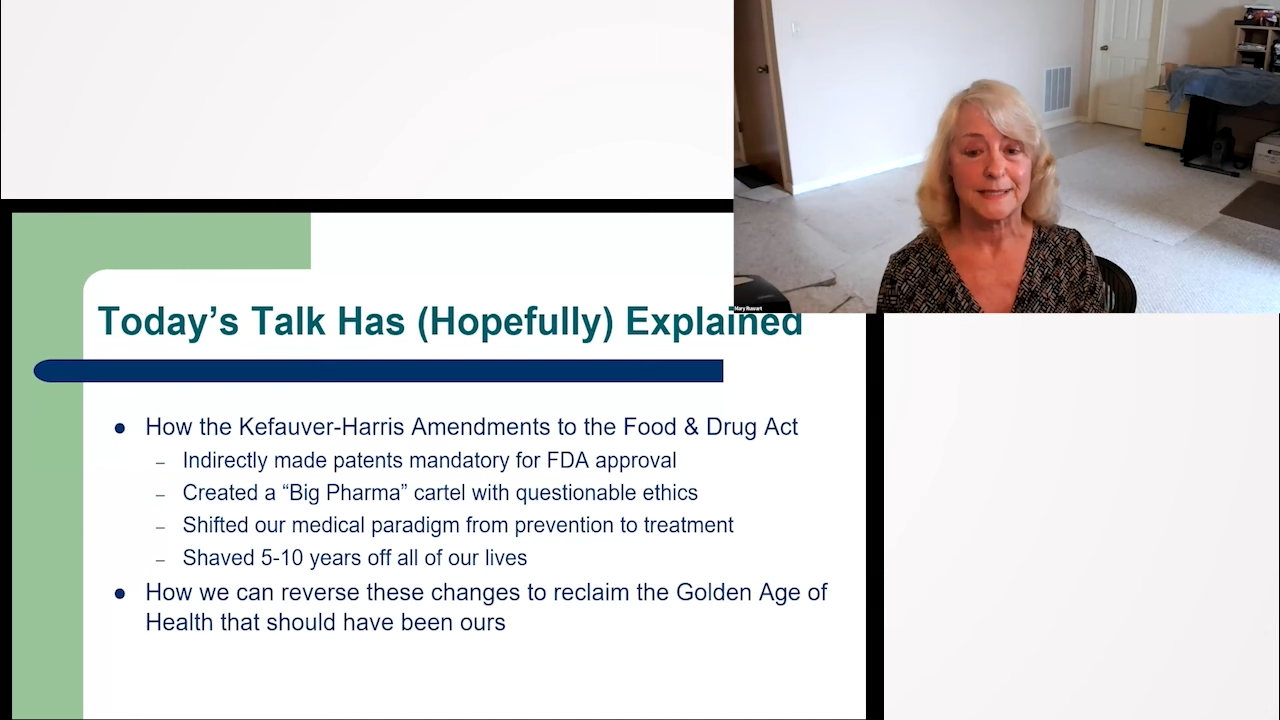 Mary Ruwart
Today's Talk Has (Hopefully) Explained
● How the Kefauver-Harris Amendments to the Food & Drug Act
– Indirectly made patents mandatory for FDA approval
– Created a “Big Pharma” cartel with questionable ethics
– Shifted our medical paradigm from prevention to treatment
– Shaved 5-10 years off all of our lives
● How we can reverse these changes to reclaim the Golden Age of
Health that should have been ours